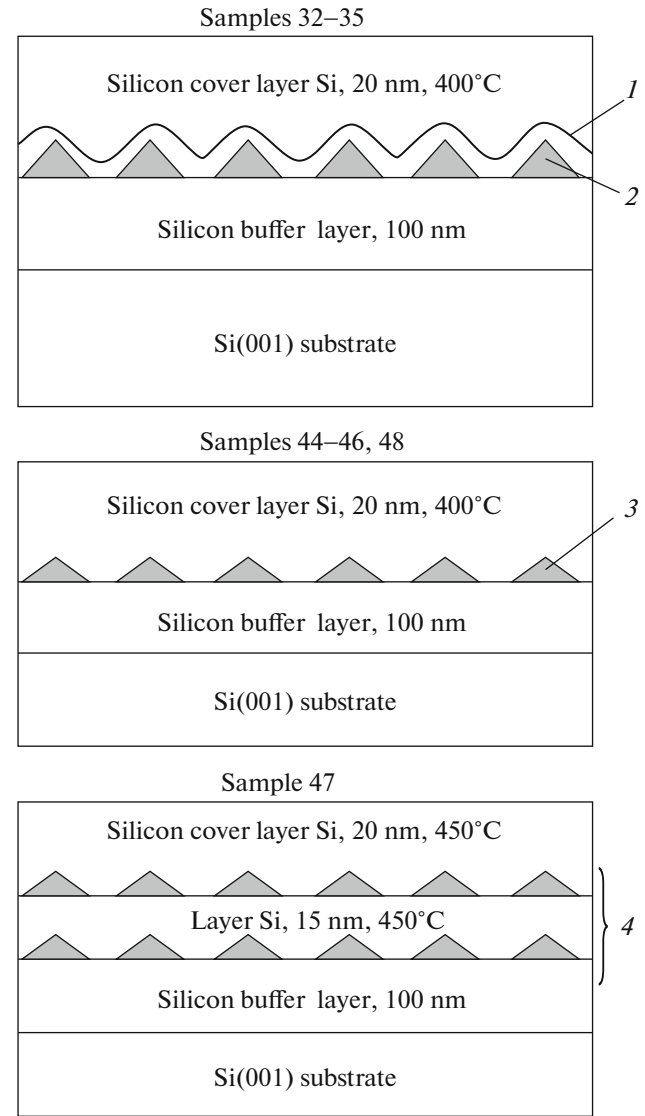 Samples 32–35
Silicon cover layer Si, 20 nm, 400°C
1
2
Silicon buffer layer, 100 nm
Si(001) substrate
Samples 44–46, 48
Silicon cover layer Si, 20 nm, 400°C
3
Silicon buffer layer, 100 nm
Si(001) substrate
Sample 47
Silicon cover layer Si, 20 nm, 450°C
Layer Si, 15 nm, 450°C
4
Silicon buffer layer, 100 nm
Si(001) substrate